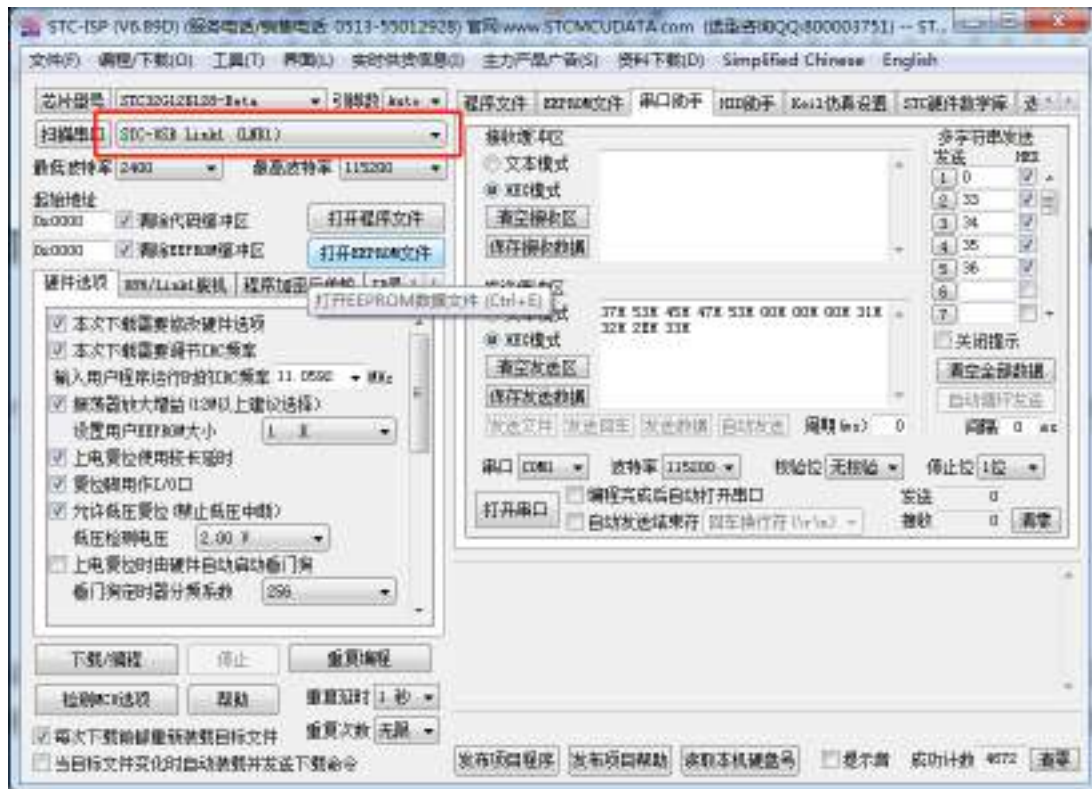 STC-ISP (V6.89D) (服务电话/销售电话: 0513-55012928) 官网:www.STCMCUDATA.com (选型咨询QQ:800003751) -- ST..
文件(F) 编程/下载(O) 工具(T) 界面(L) 实时供货信息(I) 主力产品广告(S) 资料下载(D) Simplified Chinese English
芯片型号 STC32G12K128-Beta 引脚数 Auto
扫描串口 STC-USB Link1 (LNK1)
最低波特率 2400 最高波特率 115200
起始地址
0x0000 清除代码缓冲区 打开程序文件
0x0000 清除EEPROM缓冲区 打开EEPROM文件
打开EEPROM数据文件 (Ctrl+E)
硬件选项 程序加密后传输
本次下载需要修改硬件选项
本次下载需要调节IRC频率
输入用户程序运行时的IRC频率 11.0592 MHz
振荡器放大增益 (12M以上建议选择)
设置用户EEPROM大小 1 K
上电复位使用较长延时
复位脚用作I/O口
允许低压复位 (禁止低压中断)
低压检测电压 2.00 V
上电复位时由硬件自动启动看门狗
看门狗定时器分频系数 256
下载/编程 停止 重复编程
检测MCU选项 帮助 重复延时 1 秒
每次下载前都重新装载目标文件 重复次数 无限
当目标文件变化时自动装载并发送下载命令
程序文件 EEPROM文件 串口助手 HID助手 Keil仿真设置 STC硬件数学库 选
接收缓冲区
文本模式
HEX模式
清空接收区
保存接收数据
文本模式
HEX模式
清空发送区
保存发送数据
发送文件 发送回车 发送数据 自动发送 周期(ms) 0
多字符串发送
发送 HEX
1 0
2 33
3 34
4 35
5 36
6
7
关闭提示
清空全部数据
自动循环发送
间隔 0 ms
串口 COM1 波特率 115200 校验位 无校验 停止位 1位
打开串口 编程完成后自动打开串口 发送 0
自动发送结束符 回车换行符(\r\n) 接收 0 清零
发布项目程序 发布项目帮助 读取本机硬盘号 提示音 成功计数 4672 清零